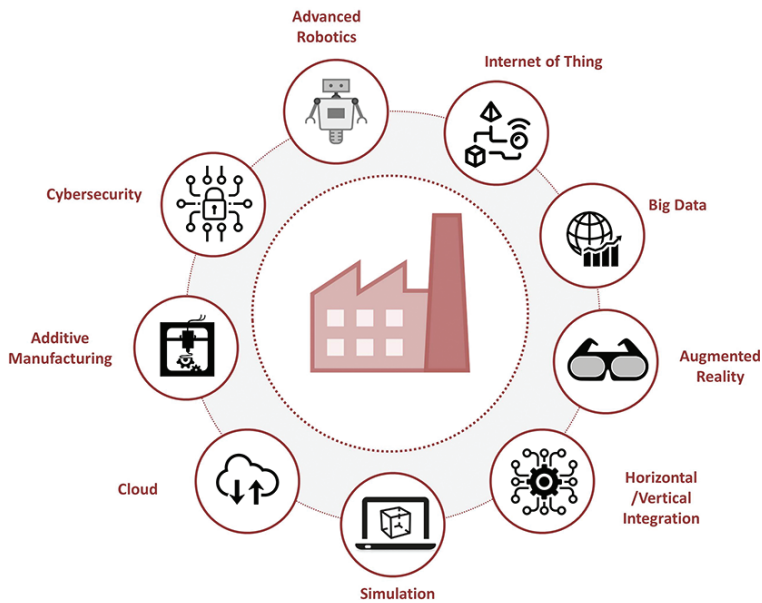 Advanced
Robotics
Internet of Thing
Cybersecurity
Big Data
Additive
Manufacturing
Augmented
Reality
Cloud
Horizontal
/Vertical
Integration
Simulation